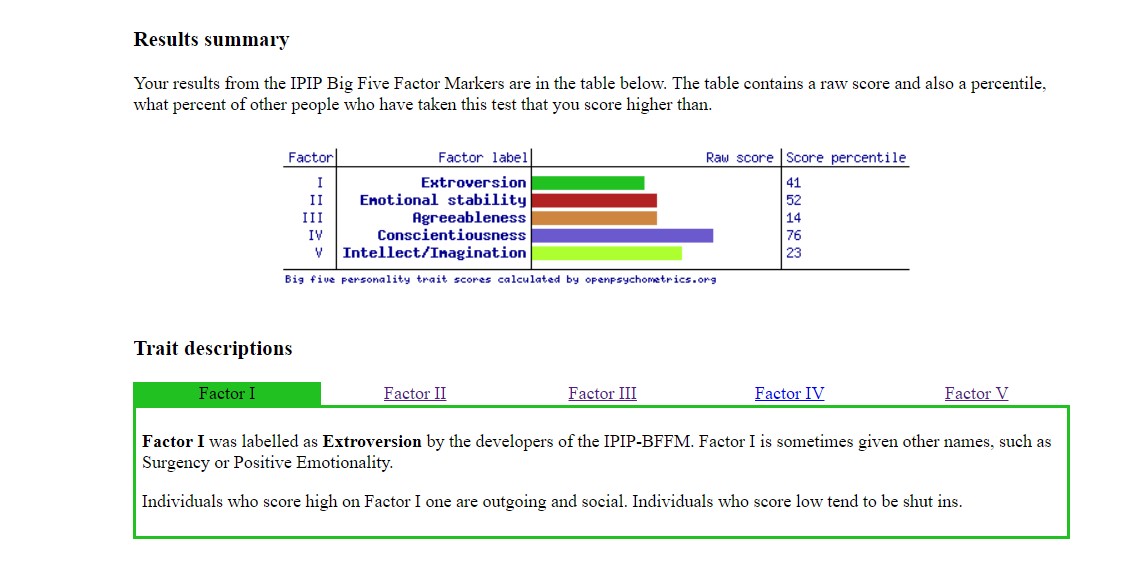 Results summary
Your results from the IPIP Big Five Factor Markers are in the table below. The table contains a raw score and also a percentile,
what percent of other people who have taken this test that you score higher than.
Factor Factor label Raw score Score percentile
I Extroversion 41
II Emotional stability 52
III Agreeableness 14
IV Conscientiousness 76
V Intellect/Imagination 23
Big five personality trait scores calculated by openpsychometrics.org
Trait descriptions
Factor I Factor II Factor III Factor IV Factor V
Factor I was labelled as Extroversion by the developers of the IPIP-BFFM. Factor I is sometimes given other names, such as
Surgency or Positive Emotionality.
Individuals who score high on Factor I one are outgoing and social. Individuals who score low tend to be shut ins.